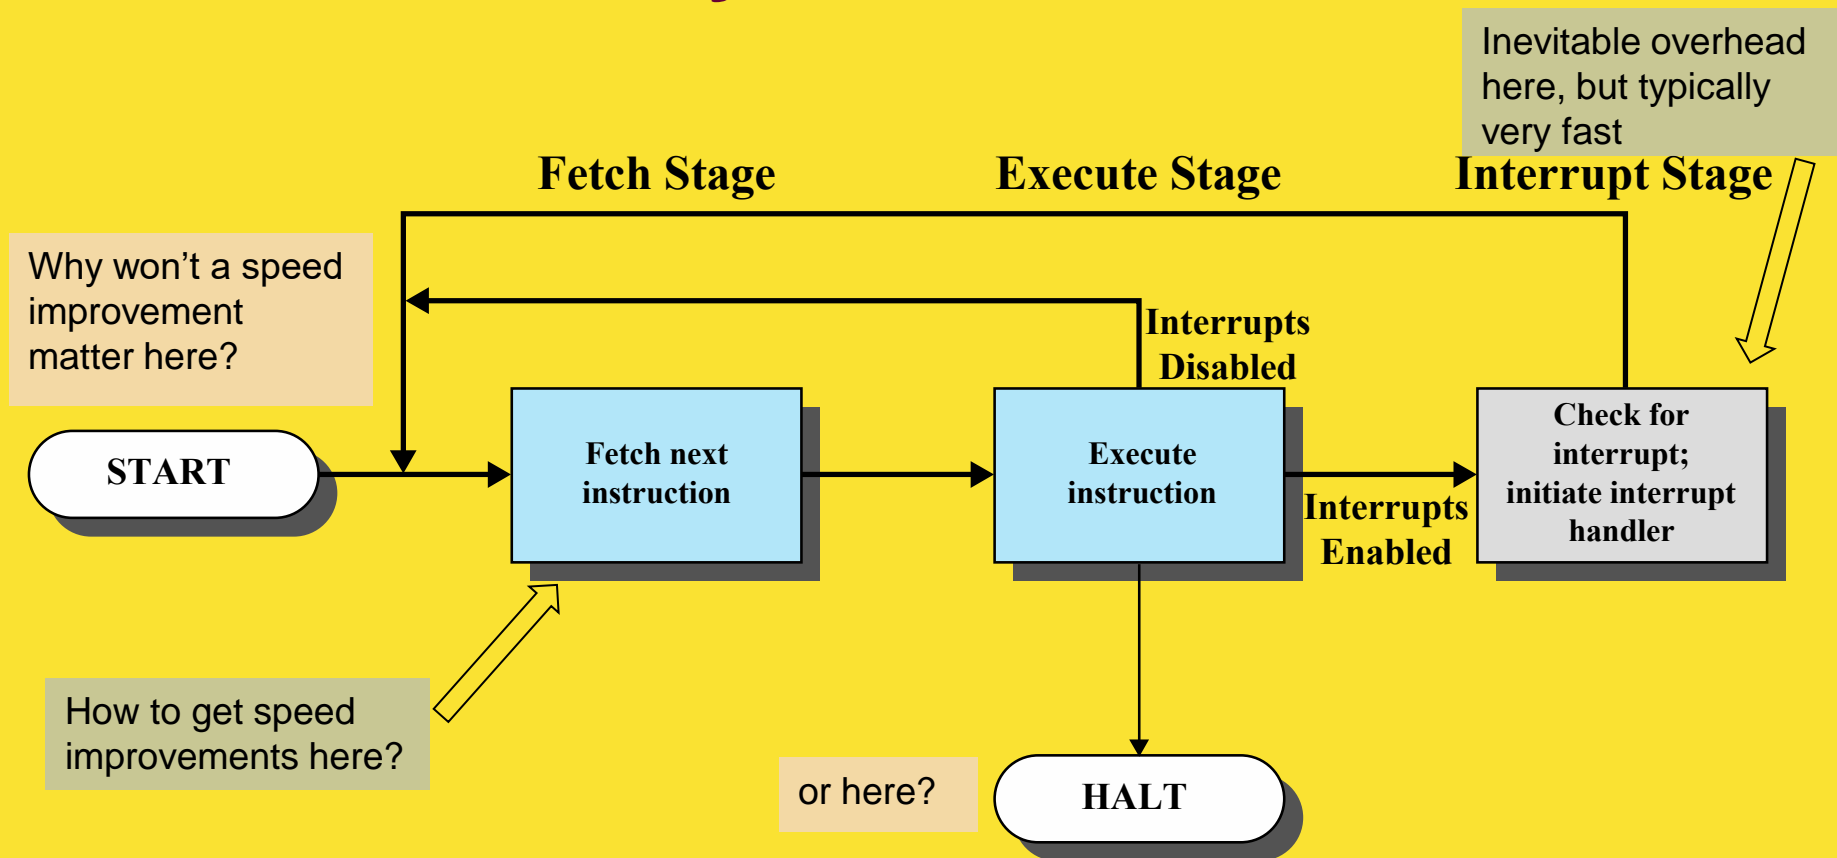 Inevitable overhead
here, but typically
very fast
Fetch Stage
Execute Stage
Interrupt Stage
Why won’t a speed
improvement
matter here?
Interrupts
Disabled
START
Fetch next
instruction
Execute
instruction
Interrupts
Enabled
Check for
interrupt;
initiate interrupt
handler
How to get speed
improvements here?
or here?
HALT